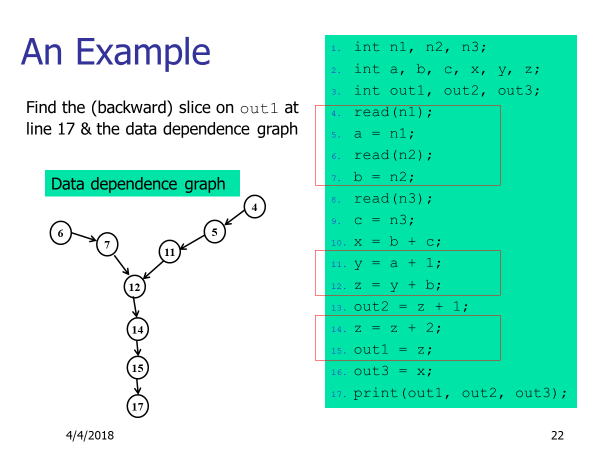 An Example
Find the (backward) slice on out1 at
line 17 & the data dependence graph
Data dependence graph
4
6
5
7
11
12
14
15
17
1. int n1, n2, n3;
2. int a, b, c, x, y, z;
3. int out1, out2, out3;
4. read(n1);
5. a = n1;
6. read(n2);
7. b = n2;
8. read(n3);
9. c = n3;
10. x = b + c;
11. y = a + 1;
12. z = y + b;
13. out2 = z + 1;
14. z = z + 2;
15. out1 = z;
16. out3 = x;
17. print(out1, out2, out3);
4/4/2018
22